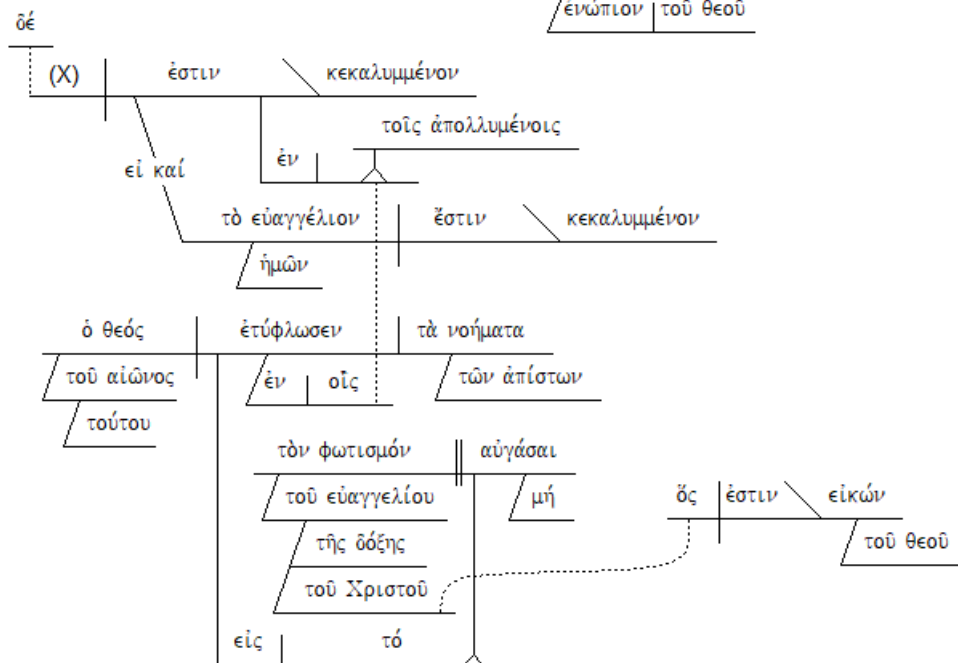 ἐνώπιον τοῦ θεοῦ
δέ
(X) ἐστιν κεκαλυμμένον
τοῖς ἀπολλυμένοις
ἐν
εἰ καί
τὸ εὐαγγέλιον ἔστιν κεκαλυμμένον
ἡμῶν
ὁ θεός ἐτύφλωσεν τὰ νοήματα
τοῦ αἰῶνος ἐν οἷς τῶν ἀπίστων
τούτου
τὸν φωτισμόν αὐγάσαι
τοῦ εὐαγγελίου μή ὅς ἐστιν εἰκών
τῆς δόξης τοῦ θεοῦ
τοῦ Χριστοῦ
εἰς τό